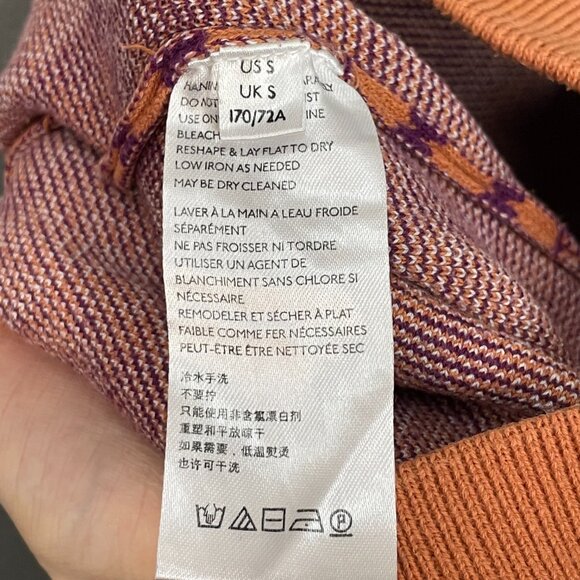 US S
UK S
170/72A
DO NOT
USE ON
BLEACH
RESHAPE & LAY FLAT TO DRY
LOW IRON AS NEEDED
MAY BE DRY CLEANED
LAVER À LA MAIN A LEAU FROIDE
SÉPARÉMENT
NE PAS FROISSER NI TORDRE
UTILISER UN AGENT DE
BLANCHIMENT SANS CHLORE SI
NÉCESSAIRE
REMODELER ET SÉCHER À PLAT
FAIBLE COMME FER NÉCESSAIRES
PEUT-ÊTRE ÊTRE NETTOYÉE SEC
冷水手洗
不要拧
只能使用非含氯漂白剂
重塑和平放晾干
如果需要，低温熨烫
也许可干洗
P